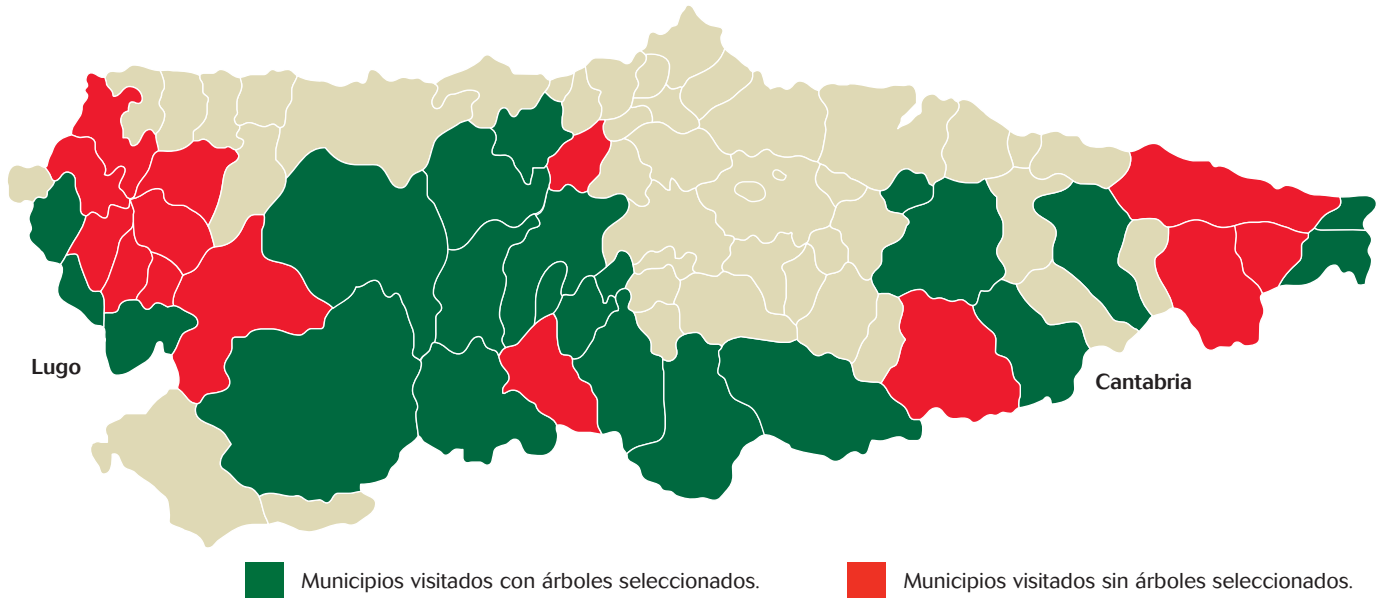 Lugo
Cantabria
Municipios visitados con árboles seleccionados.
Municipios visitados sin árboles seleccionados.